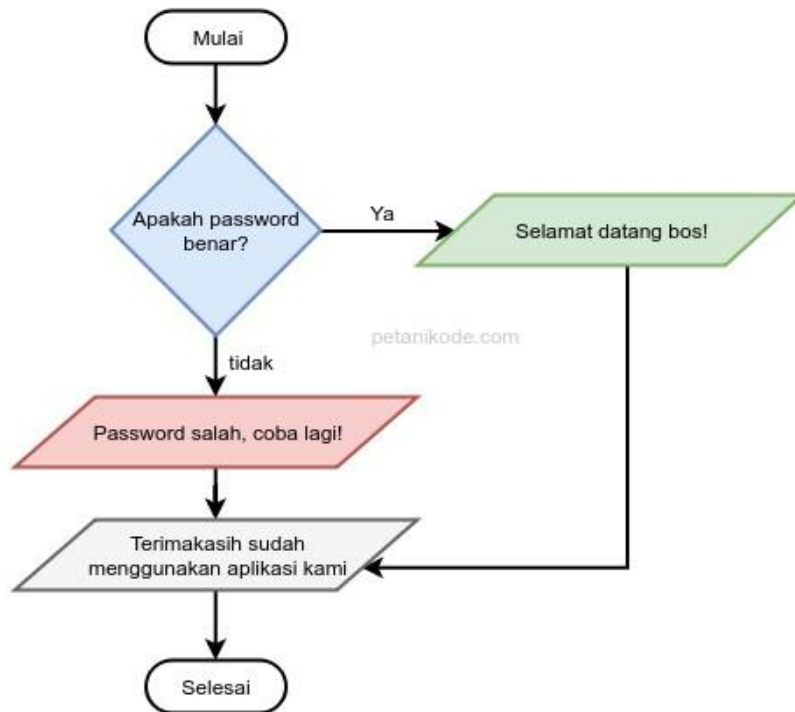 Mulai
Apakah password
benar?
Ya
Selamat datang bos!
petanikode.com
tidak
Password salah, coba lagi!
Terimakasih sudah
menggunakan aplikasi kami
Selesai